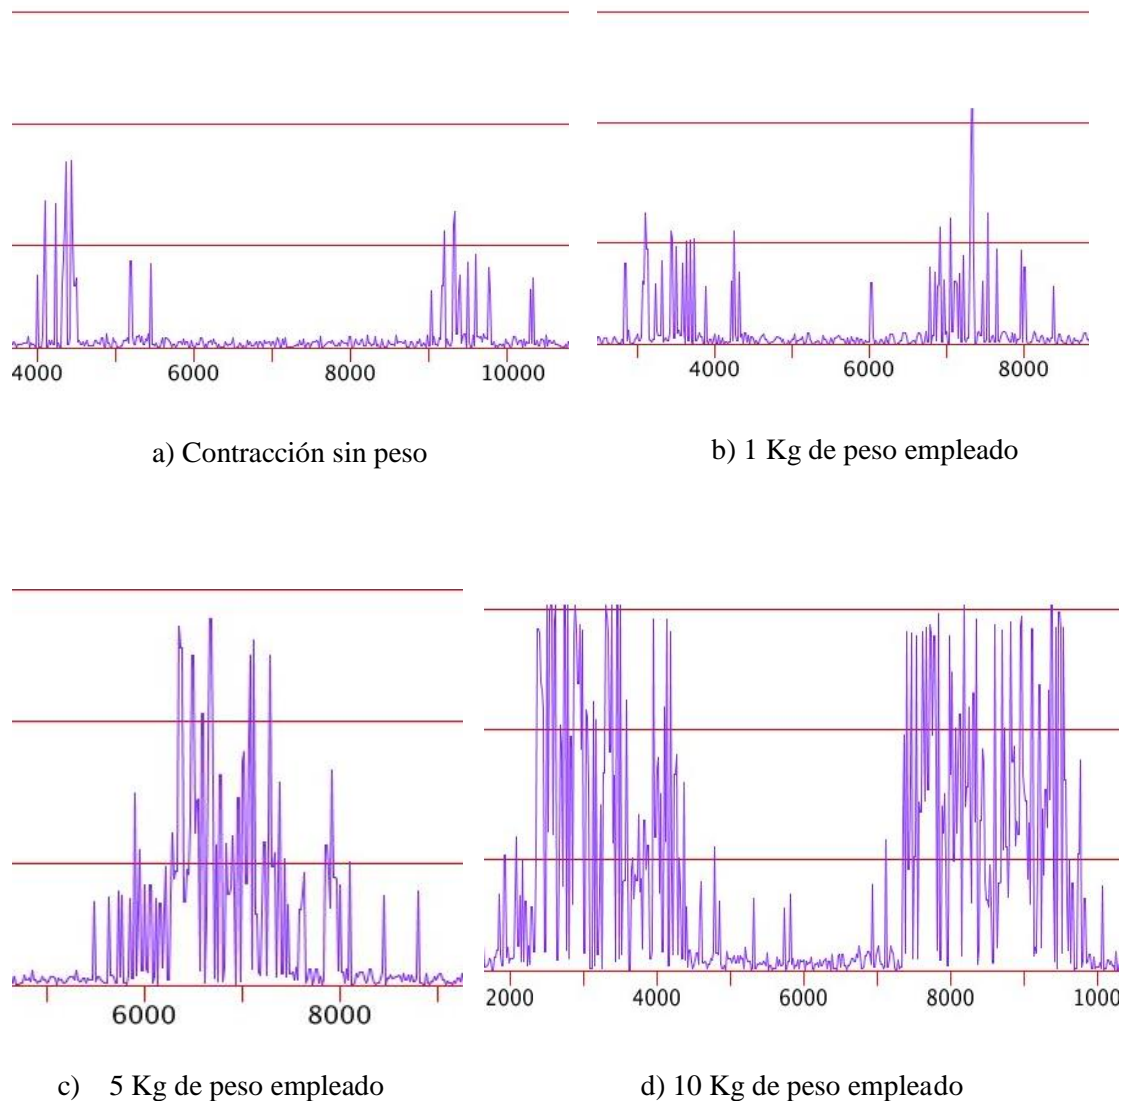 4000 6000 8000 10000
4000 6000 8000
a) Contracción sin peso
b) 1 Kg de peso empleado
6000 8000
2000 4000 6000 8000 1000
c) 5 Kg de peso empleado
d) 10 Kg de peso empleado